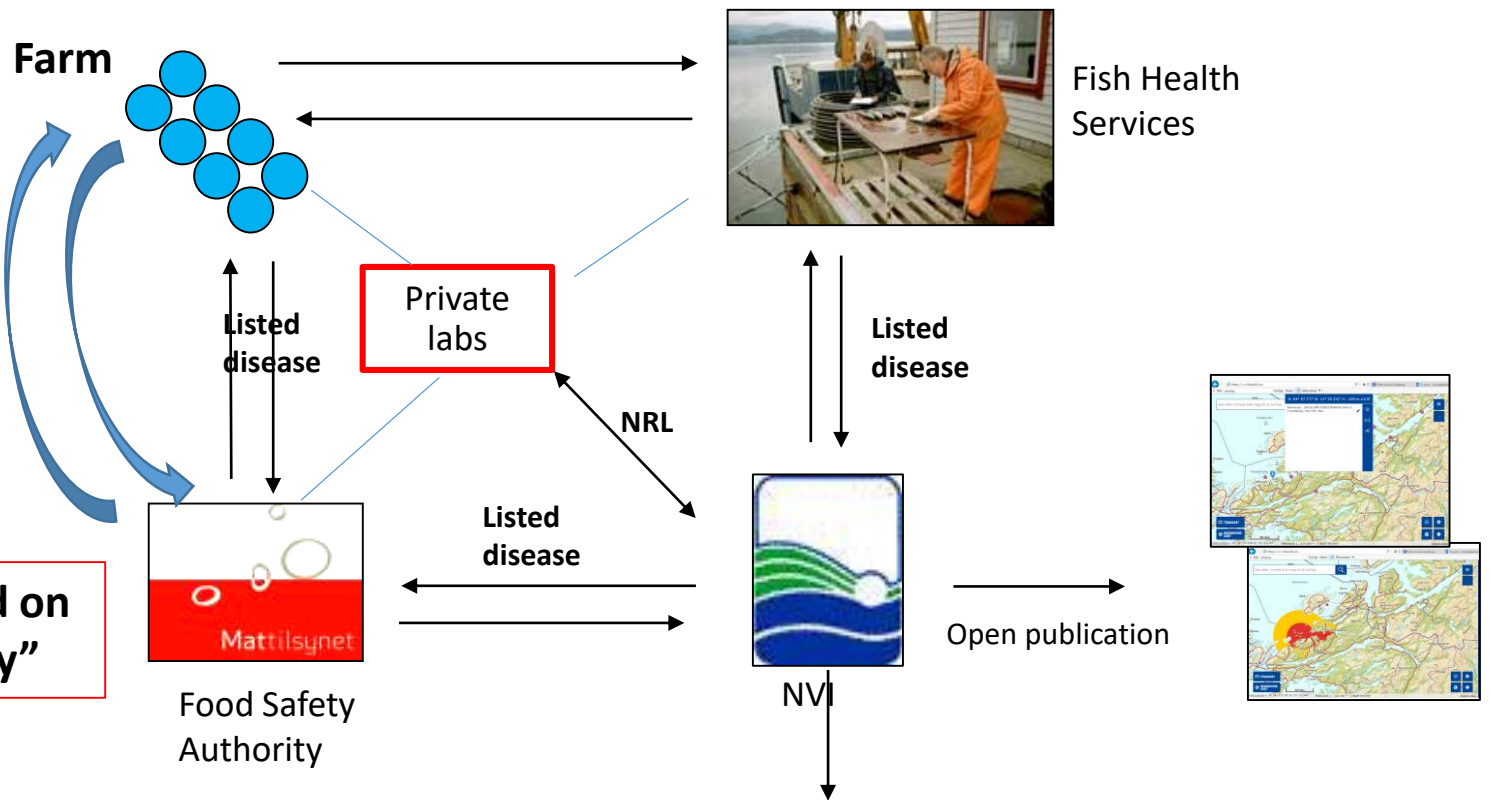 Farm
Fish Health
Services
Private
labs
Listed
disease
Listed
disease
NRL
Listed
disease
d on
y”
Mattilsynet
Open publication
NVI
Food Safety
Authority